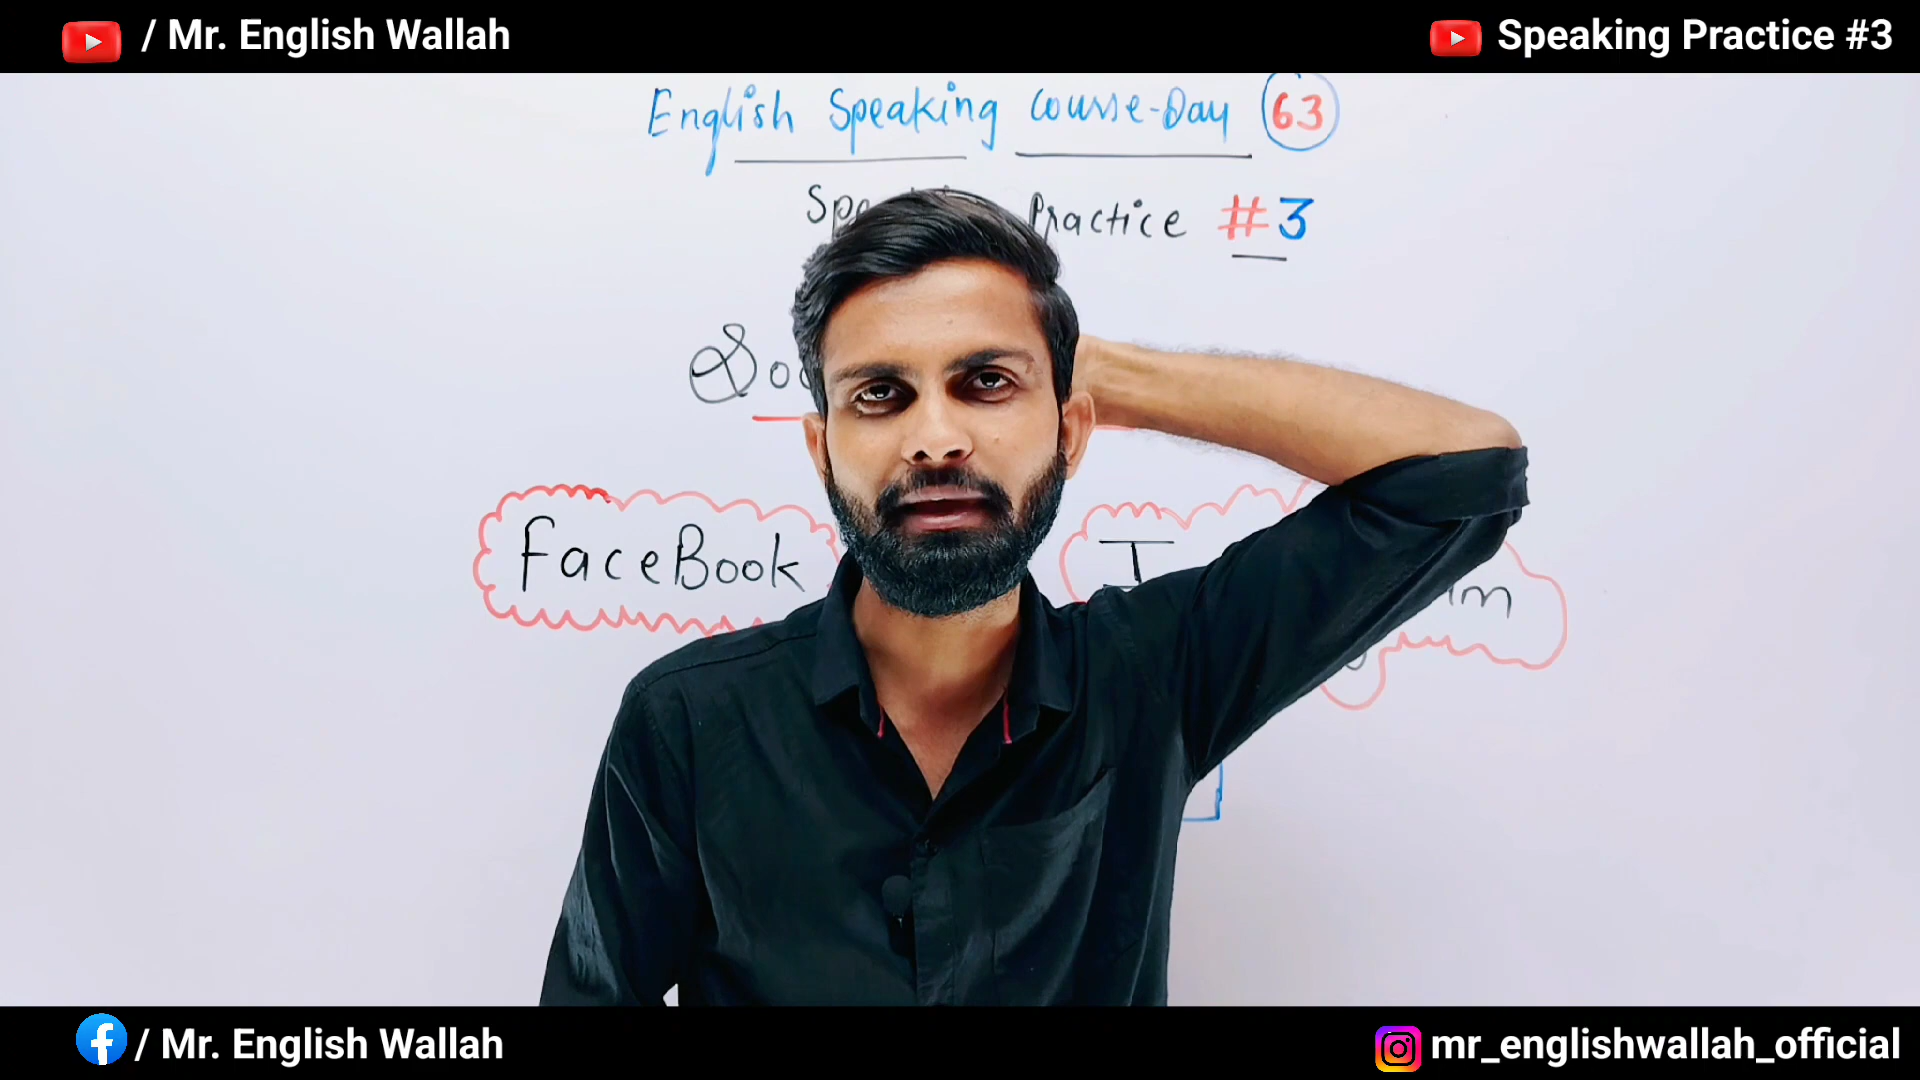 / Mr. English Wallah
Speaking Practice #3
English Speaking Course-Day 63
Practice #3
FaceBook
/ Mr. English Wallah
mr_englishwallah_official